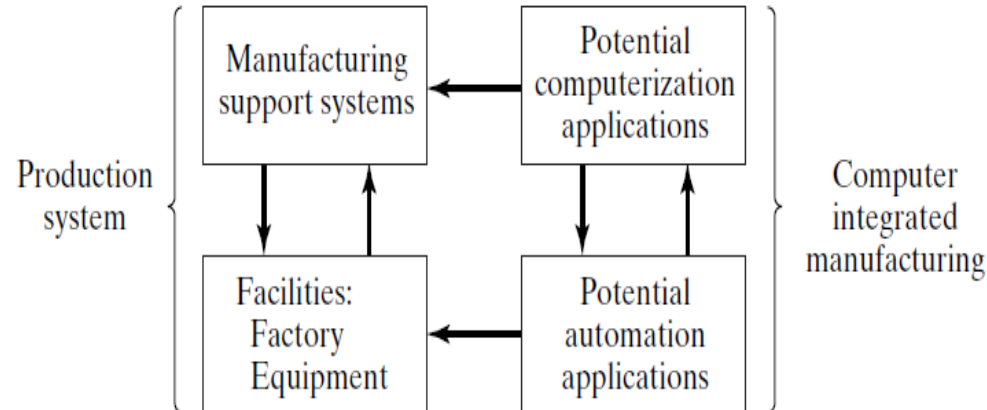 Production
system
Manufacturing
support systems
Potential
computerization
applications
Facilities:
Factory
Equipment
Potential
automation
applications
Computer
integrated
manufacturing